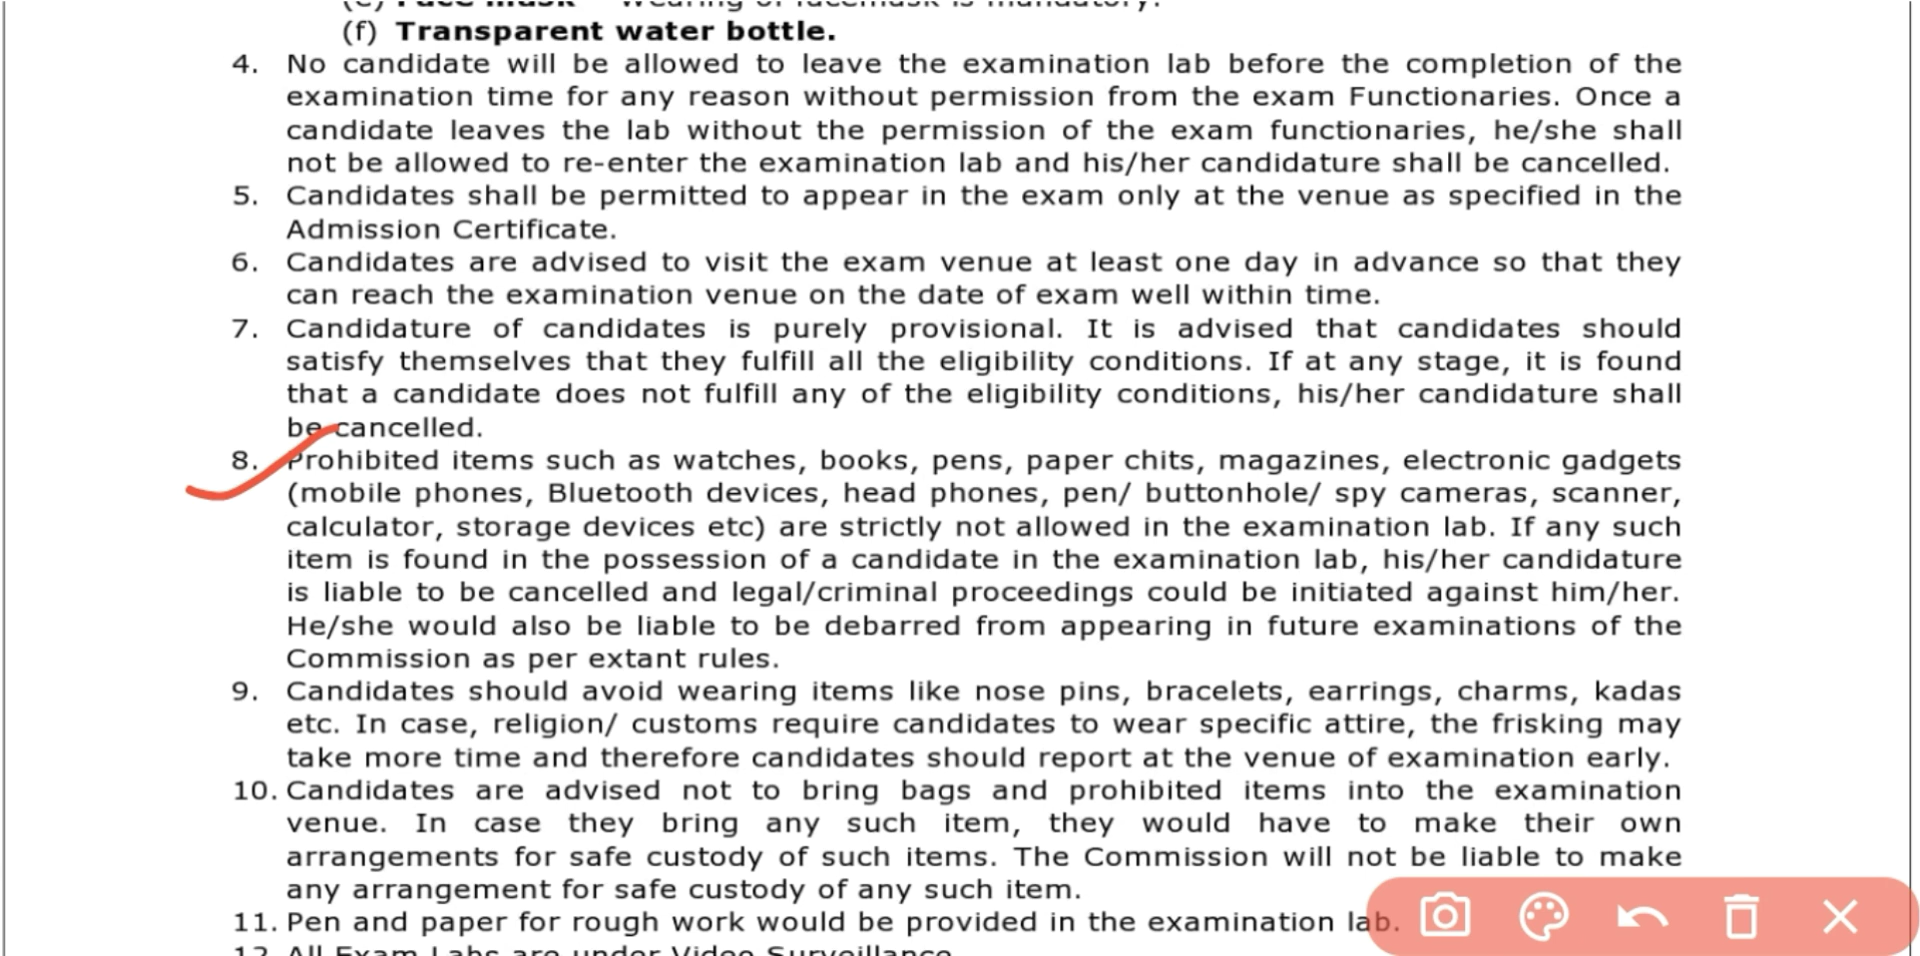 (e) Face mask – Wearing of facemask is mandatory.
(f) Transparent water bottle.
4. No candidate will be allowed to leave the examination lab before the completion of the
examination time for any reason without permission from the exam Functionaries. Once a
candidate leaves the lab without the permission of the exam functionaries, he/she shall
not be allowed to re-enter the examination lab and his/her candidature shall be cancelled.
5. Candidates shall be permitted to appear in the exam only at the venue as specified in the
Admission Certificate.
6. Candidates are advised to visit the exam venue at least one day in advance so that they
can reach the examination venue on the date of exam well within time.
7. Candidature of candidates is purely provisional. It is advised that candidates should
satisfy themselves that they fulfill all the eligibility conditions. If at any stage, it is found
that a candidate does not fulfill any of the eligibility conditions, his/her candidature shall
be cancelled.
8. Prohibited items such as watches, books, pens, paper chits, magazines, electronic gadgets
(mobile phones, Bluetooth devices, head phones, pen/ buttonhole/ spy cameras, scanner,
calculator, storage devices etc) are strictly not allowed in the examination lab. If any such
item is found in the possession of a candidate in the examination lab, his/her candidature
is liable to be cancelled and legal/criminal proceedings could be initiated against him/her.
He/she would also be liable to be debarred from appearing in future examinations of the
Commission as per extant rules.
9. Candidates should avoid wearing items like nose pins, bracelets, earrings, charms, kadas
etc. In case, religion/ customs require candidates to wear specific attire, the frisking may
take more time and therefore candidates should report at the venue of examination early.
10. Candidates are advised not to bring bags and prohibited items into the examination
venue. In case they bring any such item, they would have to make their own
arrangements for safe custody of such items. The Commission will not be liable to make
any arrangement for safe custody of any such item.
11. Pen and paper for rough work would be provided in the examination lab.
12. All Exam Labs are under Video Surveillance.